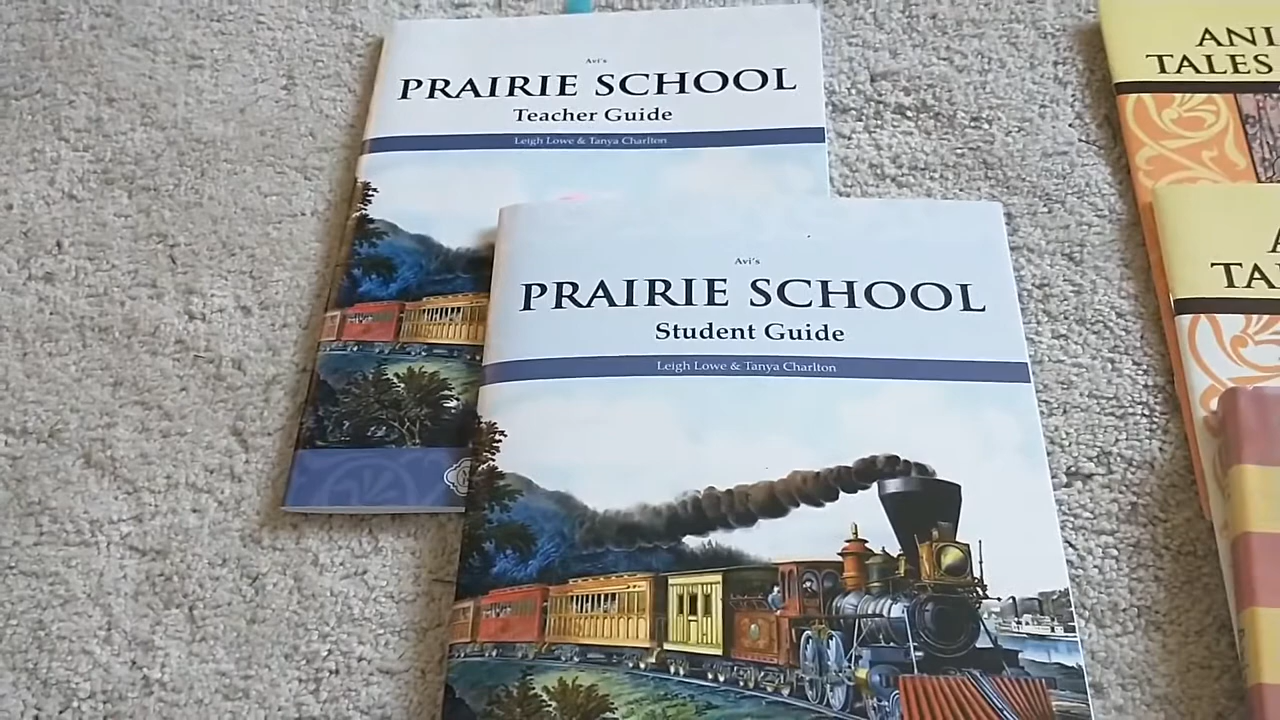 Avi's
PRAIRIE SCHOOL
Teacher Guide
Leigh Lowe & Tanya Charlton
Avi's
PRAIRIE SCHOOL
Student Guide
Leigh Lowe & Tanya Charlton
ANI
TALES
TA